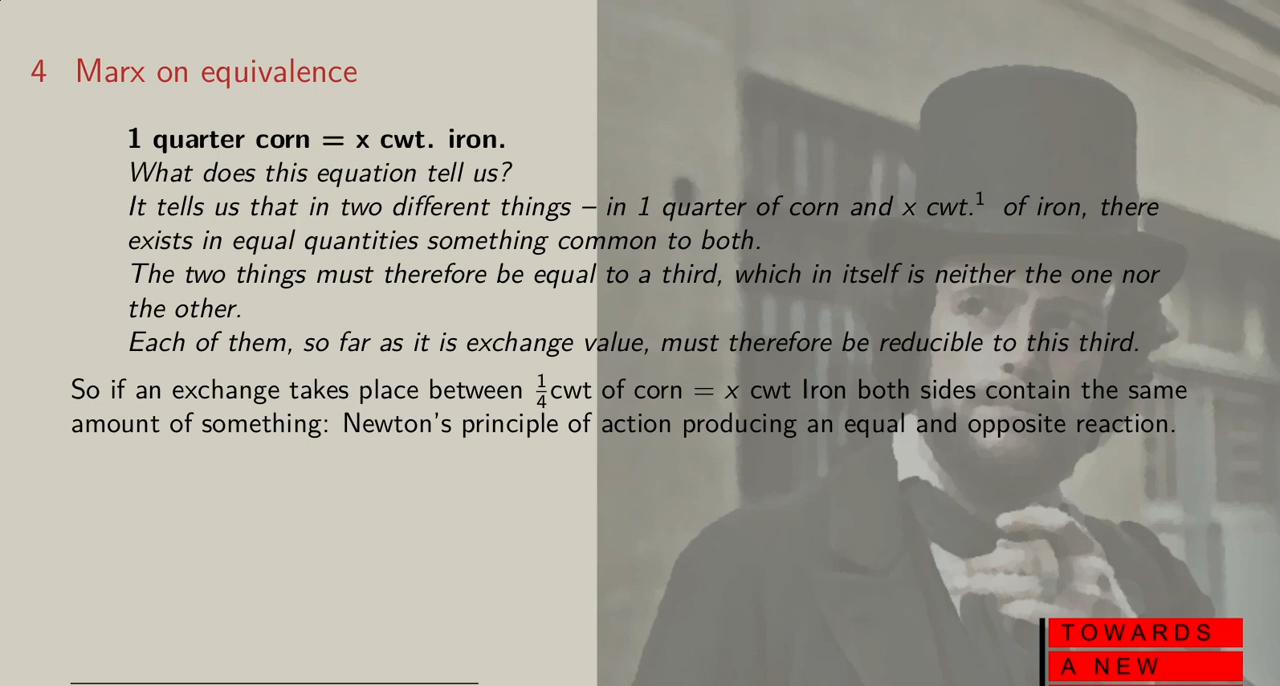 4 Marx on equivalence
1 quarter corn = x cwt. iron.
What does this equation tell us?
It tells us that in two different things – in 1 quarter of corn and x cwt.¹ of iron, there
exists in equal quantities something common to both.
The two things must therefore be equal to a third, which in itself is neither the one nor
the other.
Each of them, so far as it is exchange value, must therefore be reducible to this third.
So if an exchange takes place between ¼cwt of corn = x cwt Iron both sides contain the same
amount of something: Newton's principle of action producing an equal and opposite reaction.
TOWARDS
A NEW